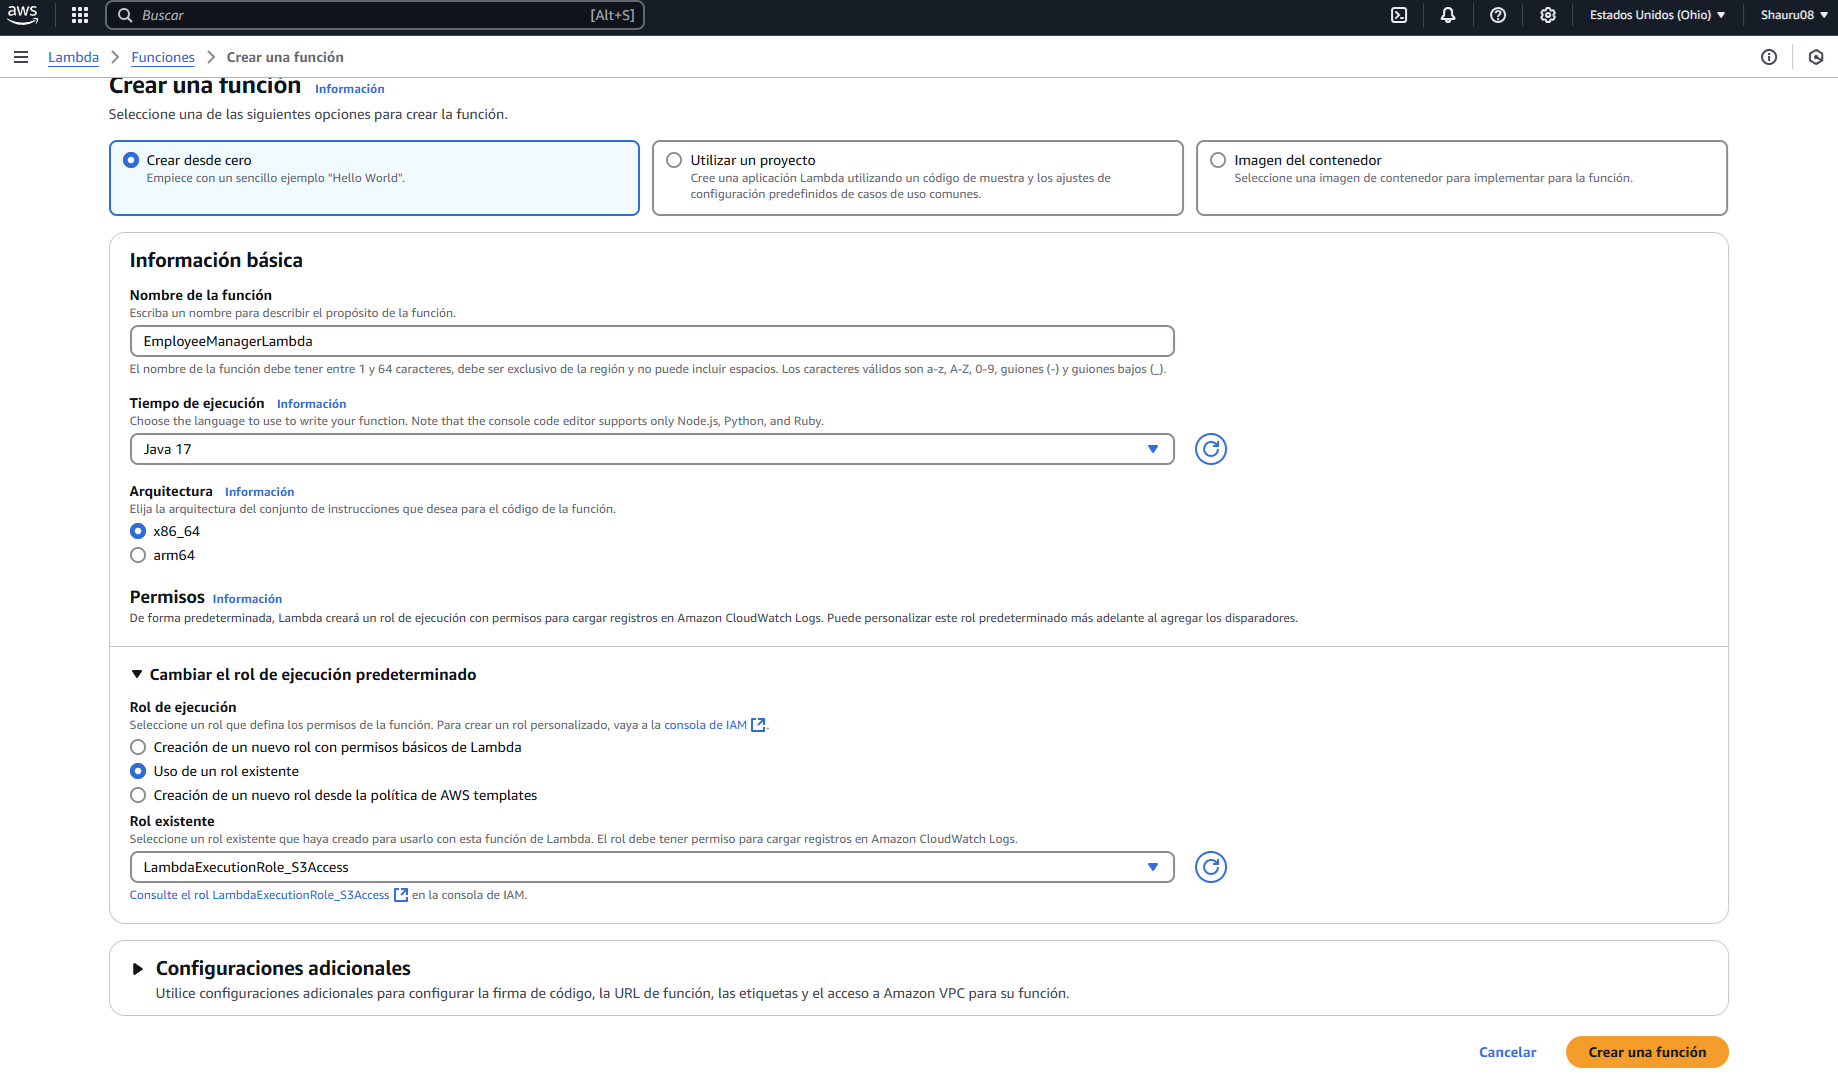 aws
Buscar
[Alt+S]
Estados Unidos (Ohio)
Shauru08
Lambda
Funciones
Crear una función
Crear una función
Información
Seleccione una de las siguientes opciones para crear la función.
Crear desde cero
Empiece con un sencillo ejemplo "Hello World".
Utilizar un proyecto
Cree una aplicación Lambda utilizando un código de muestra y los ajustes de
configuración predefinidos de casos de uso comunes.
Imagen del contenedor
Seleccione una imagen de contenedor para implementar para la función.
Información básica
Nombre de la función
Escriba un nombre para describir el propósito de la función.
EmployeeManagerLambda
El nombre de la función debe tener entre 1 y 64 caracteres, debe ser exclusivo de la región y no puede incluir espacios. Los caracteres válidos son a-z, A-Z, 0-9, guiones (-) y guiones bajos (_).
Tiempo de ejecución
Información
Choose the language to use to write your function. Note that the console code editor supports only Node.js, Python, and Ruby.
Java 17
Arquitectura
Información
Elija la arquitectura del conjunto de instrucciones que desea para el código de la función.
x86_64
arm64
Permisos
Información
De forma predeterminada, Lambda creará un rol de ejecución con permisos para cargar registros en Amazon CloudWatch Logs. Puede personalizar este rol predeterminado más adelante al agregar los disparadores.
Cambiar el rol de ejecución predeterminado
Rol de ejecución
Seleccione un rol que defina los permisos de la función. Para crear un rol personalizado, vaya a la consola de IAM.
Creación de un nuevo rol con permisos básicos de Lambda
Uso de un rol existente
Creación de un nuevo rol desde la política de AWS templates
Rol existente
Seleccione un rol existente que haya creado para usarlo con esta función de Lambda. El rol debe tener permiso para cargar registros en Amazon CloudWatch Logs.
LambdaExecutionRole_S3Access
Consulte el rol LambdaExecutionRole_S3Access en la consola de IAM.
Configuraciones adicionales
Utilice configuraciones adicionales para configurar la firma de código, la URL de función, las etiquetas y el acceso a Amazon VPC para su función.
Cancelar
Crear una función